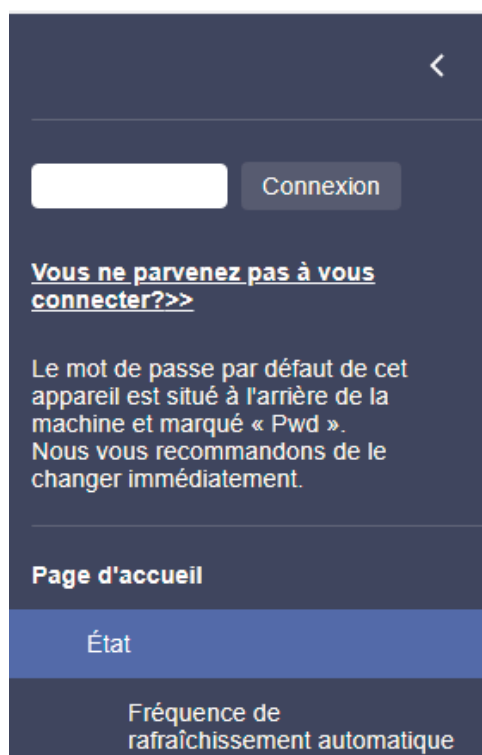 Connexion
Vous ne parvenez pas à vous
connecter?>>
Le mot de passe par défaut de cet
appareil est situé à l'arrière de la
machine et marqué « Pwd ».
Nous vous recommandons de le
changer immédiatement.
Page d'accueil
État
Fréquence de
rafraîchissement automatique